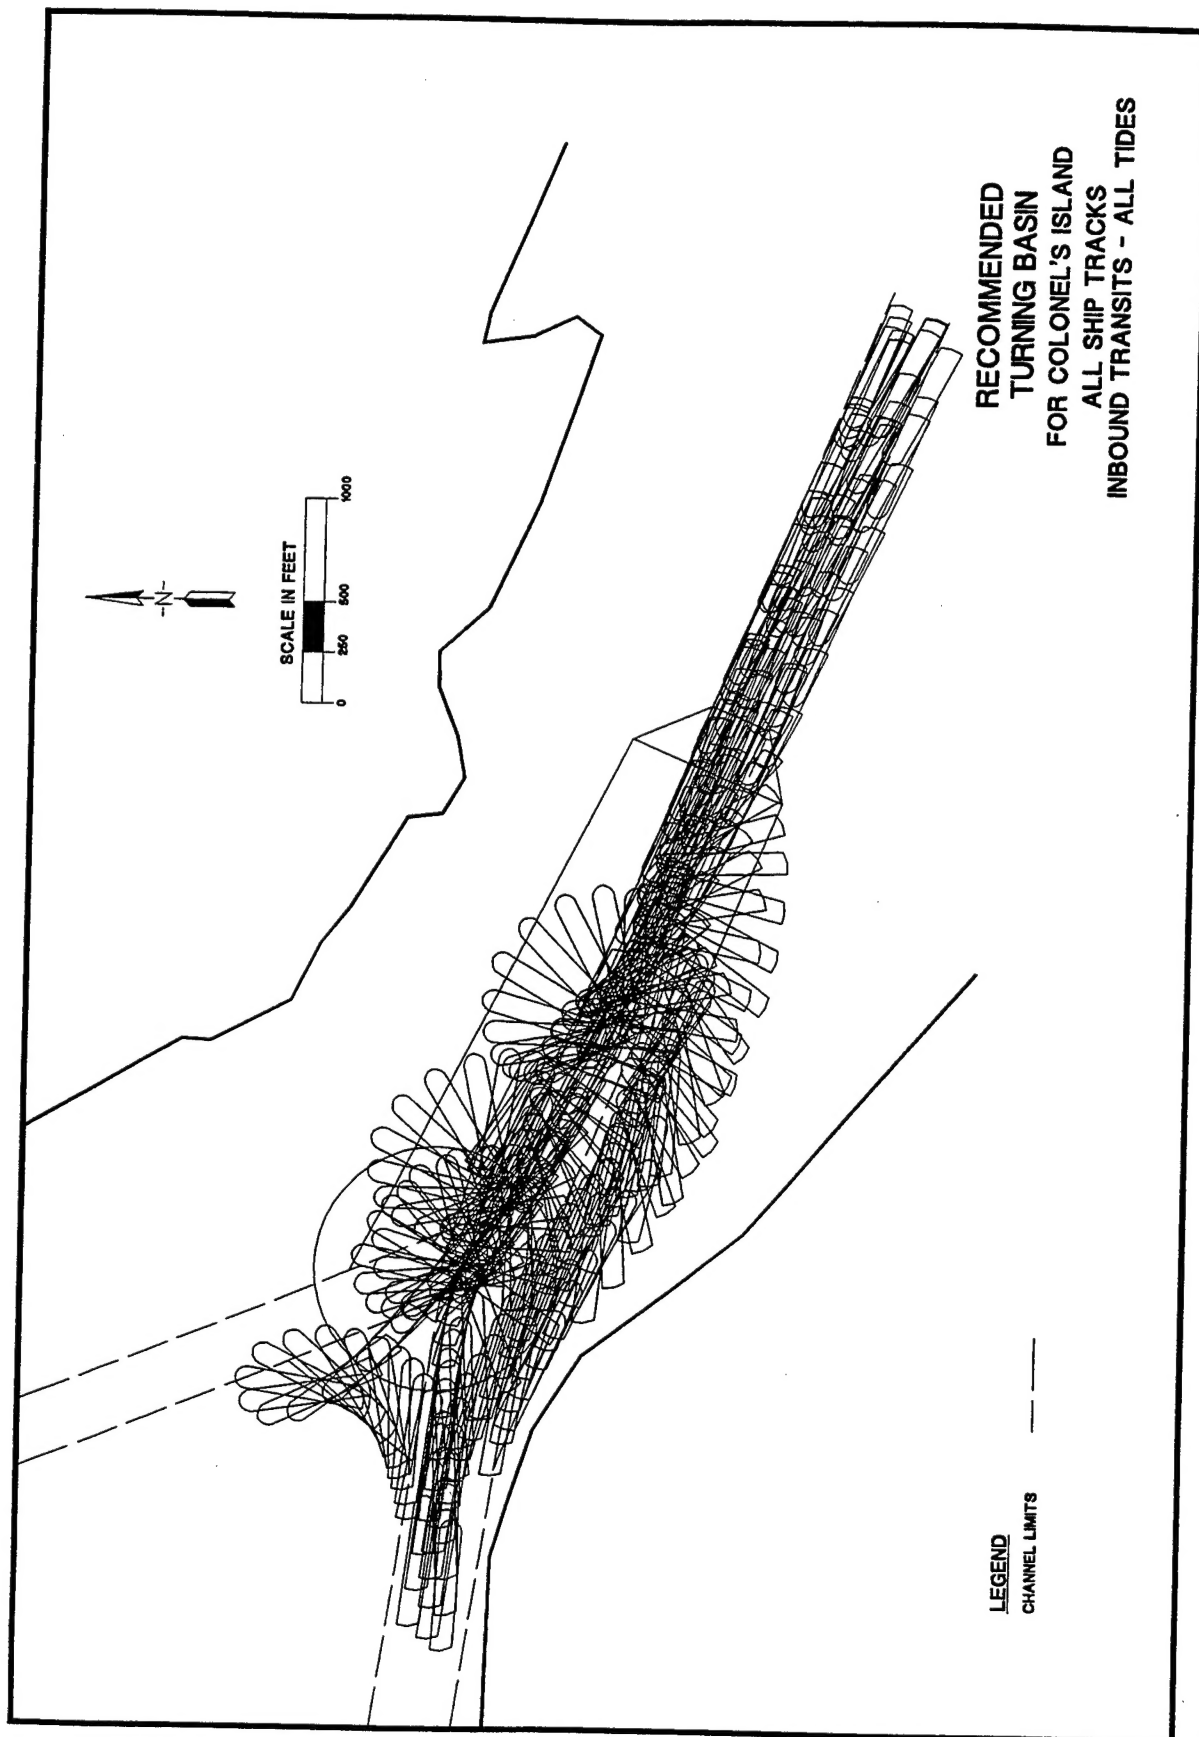 RECOMMENDED
TURNING BASIN
FOR COLONEL'S ISLAND
ALL SHIP TRACKS
INBOUND TRANSITS - ALL TIDES
-N-
SCALE IN FEET
0 250 500 1000
LEGEND
CHANNEL LIMITS